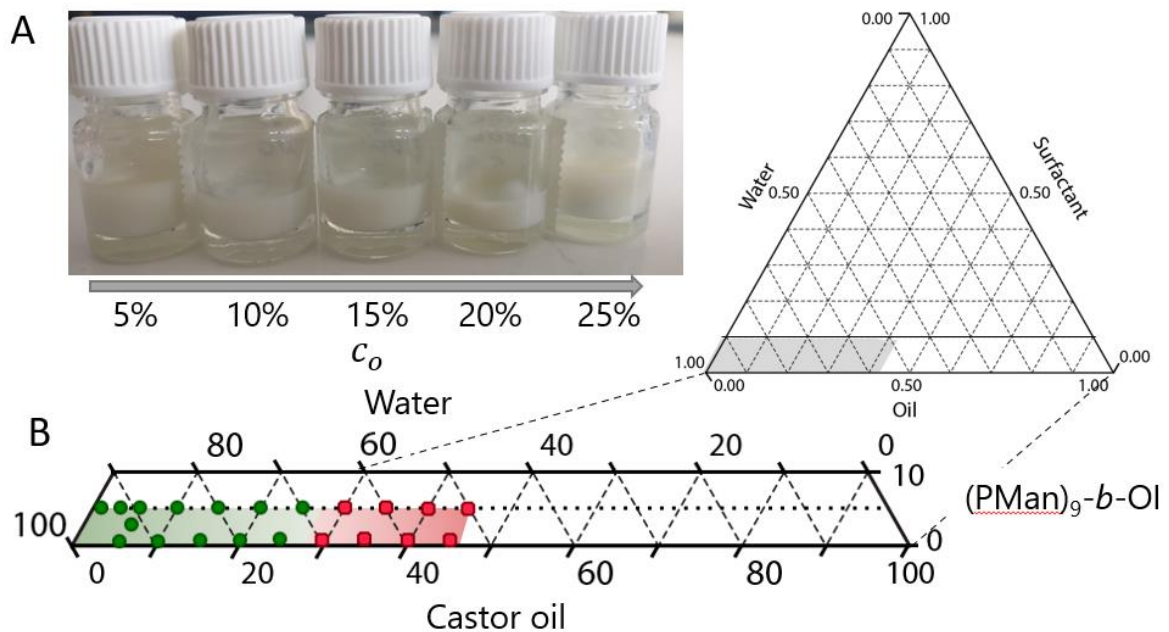 A
5% 10% 15% 20% 25%
c₀
0.00 1.00
Water
Surfactant
0.50 0.50
1.00 0.00
0.00 0.50 1.00
Oil
B
Water
80 60 40 20 0
10
100
0
(PMan)₉-b-Ol
0 20 40 60 80 100
Castor oil